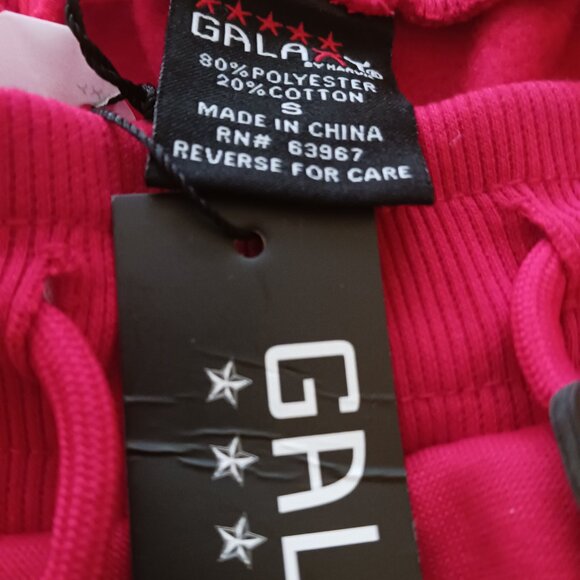 GALAXY
BY HARVIC®
80% POLYESTER
20% COTTON
S
MADE IN CHINA
RN# 63967
REVERSE FOR CARE
GAL